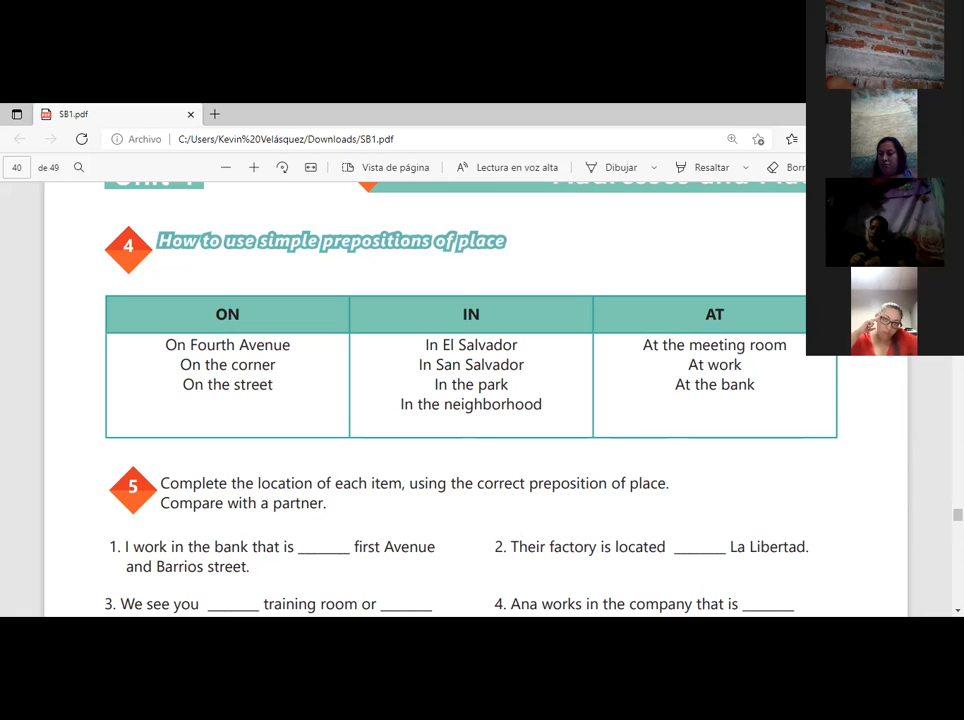 SB1.pdf
Archivo | C:/Users/Kevin%20Velásquez/Downloads/SB1.pdf
40 de 49 Vista de página Lectura en voz alta Dibujar Resaltar Borr
4 How to use simple prepositions of place
ON IN AT
On Fourth Avenue In El Salvador At the meeting room
On the corner In San Salvador At work
On the street In the park At the bank
In the neighborhood
5 Complete the location of each item, using the correct preposition of place.
Compare with a partner.
1. I work in the bank that is _______ first Avenue
and Barrios street.
2. Their factory is located _______ La Libertad.
3. We see you _______ training room or _______
4. Ana works in the company that is _______